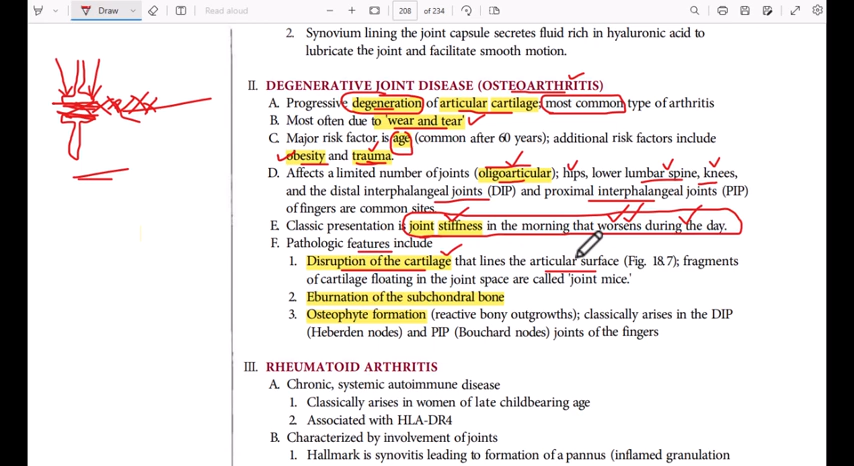 Draw
Read aloud
208
of 234
2. Synovium lining the joint capsule secretes fluid rich in hyaluronic acid to
lubricate the joint and facilitate smooth motion.
II. DEGENERATIVE JOINT DISEASE (OSTEOARTHRITIS)
A. Progressive degeneration of articular cartilage; most common type of arthritis
B. Most often due to 'wear and tear'
C. Major risk factor is age (common after 60 years); additional risk factors include
obesity and trauma.
D. Affects a limited number of joints (oligoarticular); hips, lower lumbar spine, knees,
and the distal interphalangeal joints (DIP) and proximal interphalangeal joints (PIP)
of fingers are common sites.
E. Classic presentation is joint stiffness in the morning that worsens during the day.
F. Pathologic features include
1. Disruption of the cartilage that lines the articular surface (Fig. 18.7); fragments
of cartilage floating in the joint space are called 'joint mice.'
2. Eburnation of the subchondral bone
3. Osteophyte formation (reactive bony outgrowths); classically arises in the DIP
(Heberden nodes) and PIP (Bouchard nodes) joints of the fingers
III. RHEUMATOID ARTHRITIS
A. Chronic, systemic autoimmune disease
1. Classically arises in women of late childbearing age
2. Associated with HLA-DR4
B. Characterized by involvement of joints
1. Hallmark is synovitis leading to formation of a pannus (inflamed granulation